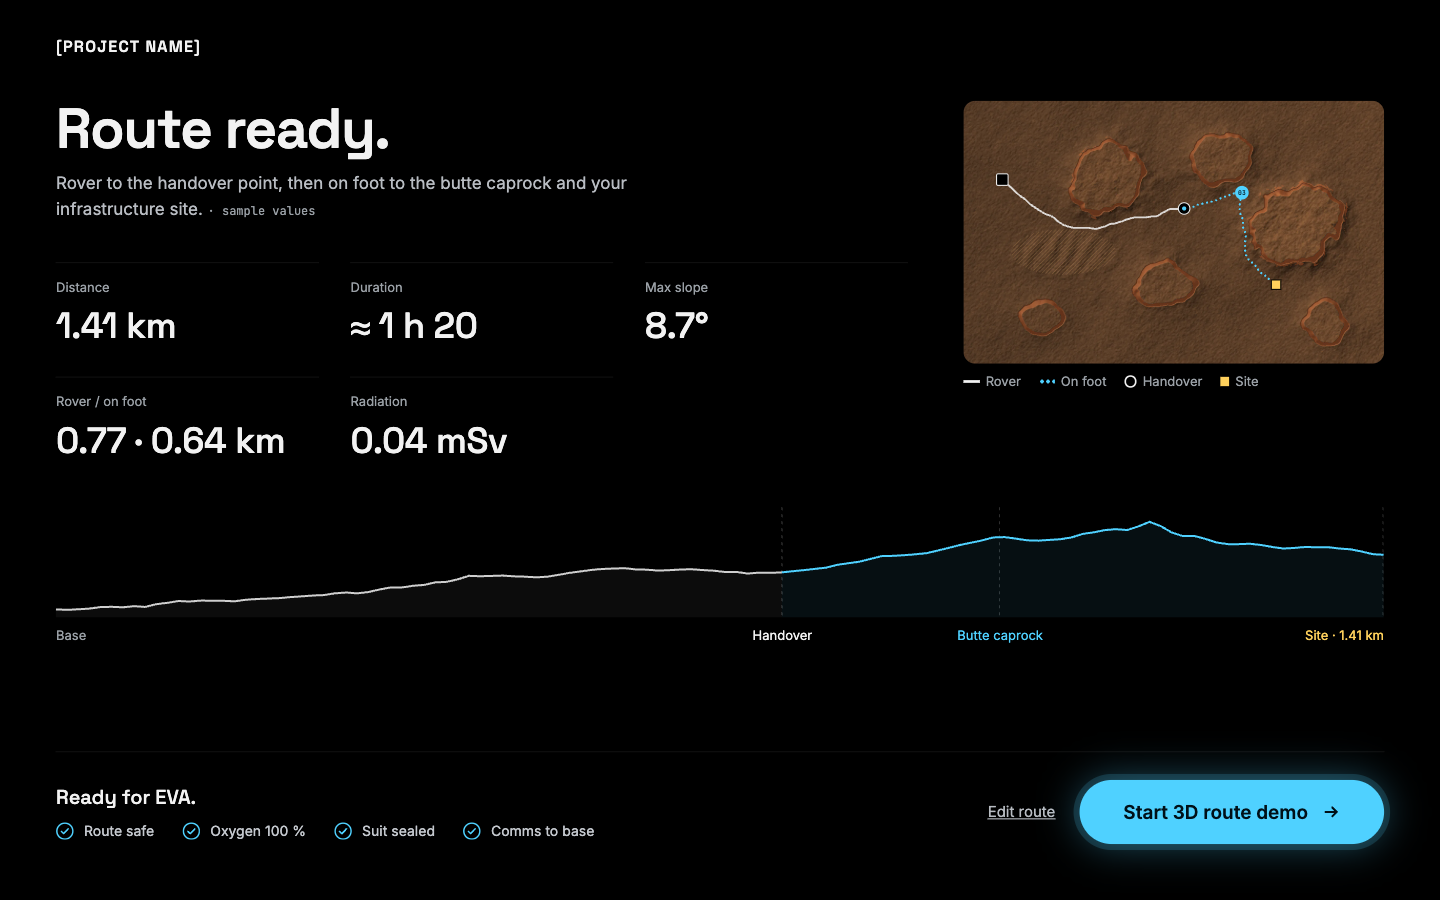 [PROJECT NAME]
Route ready.
Rover to the handover point, then on foot to the butte caprock and your
infrastructure site. · sample values
Distance
1.41 km
Duration
≈ 1 h 20
Max slope
8.7°
Rover / on foot
0.77 · 0.64 km
Radiation
0.04 mSv
03
Rover
On foot
Handover
Site
Base
Handover
Butte caprock
Site · 1.41 km
Ready for EVA.
Route safe
Oxygen 100 %
Suit sealed
Comms to base
Edit route
Start 3D route demo →